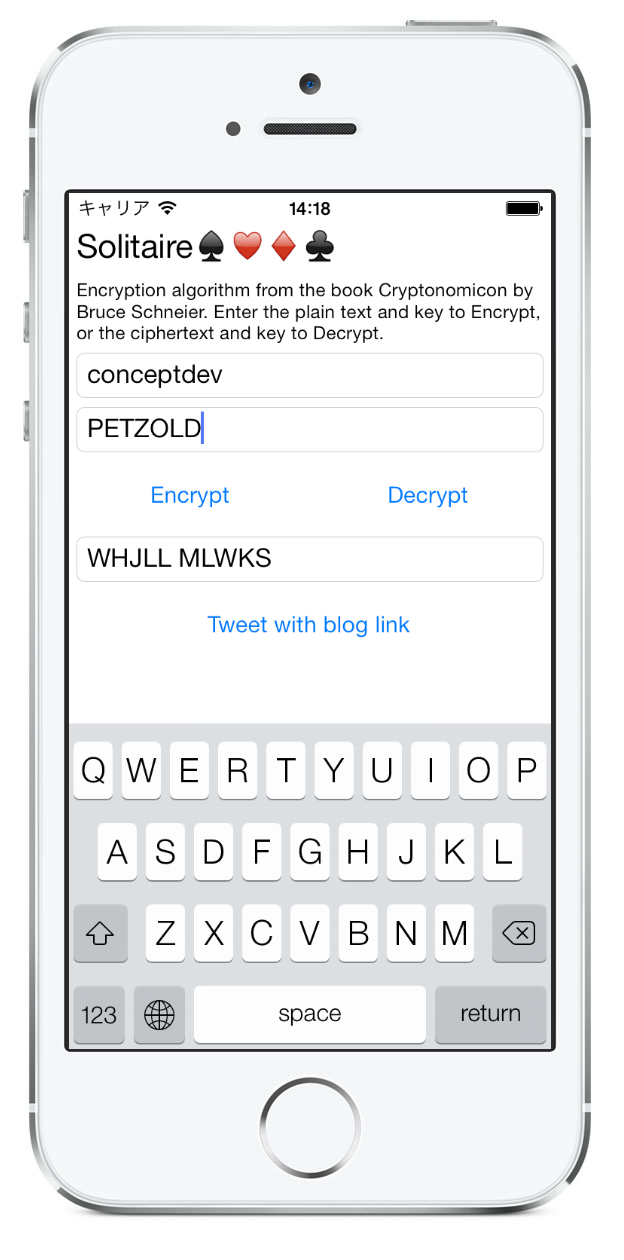 キャリア 14:18
Solitaire♠♥♦♣
Encryption algorithm from the book Cryptonomicon by
Bruce Schneier. Enter the plain text and key to Encrypt,
or the ciphertext and key to Decrypt.
conceptdev
PETZOLD
Encrypt Decrypt
WHJLL MLWKS
Tweet with blog link
Q W E R T Y U I O P
A S D F G H J K L
Z X C V B N M
123 space return